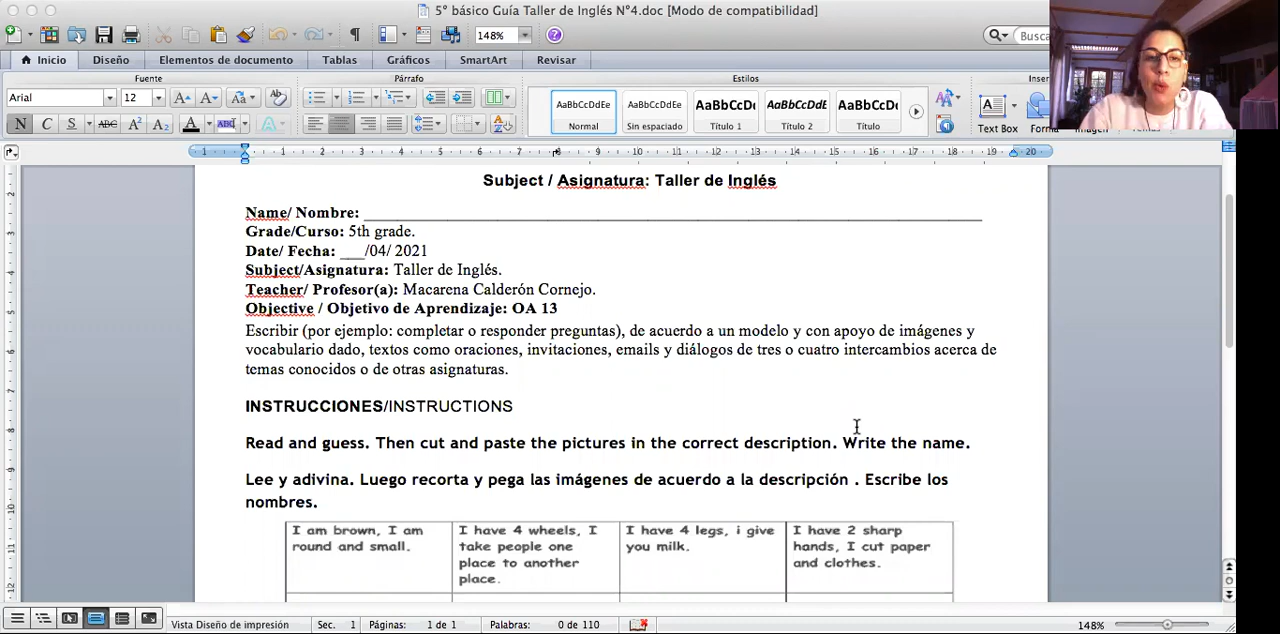 5° básico Guía Taller de Inglés N°4.doc [Modo de compatibilidad]
148%
Inicio Diseño Elementos de documento Tablas Gráficos SmartArt Revisar
Fuente Párrafo Estilos
Arial 12
AaBbCcDdEe AaBbCcDdEe AaBbCcDc AaBbCcDdE AaBbCcDc
Normal Sin espaciado Título 1 Título 2 Título
Text Box
Subject / Asignatura: Taller de Inglés
Name/ Nombre:
Grade/Curso: 5th grade.
Date/ Fecha: ___/04/ 2021
Subject/Asignatura: Taller de Inglés.
Teacher/ Profesor(a): Macarena Calderón Cornejo.
Objective / Objetivo de Aprendizaje: OA 13
Escribir (por ejemplo: completar o responder preguntas), de acuerdo a un modelo y con apoyo de imágenes y
vocabulario dado, textos como oraciones, invitaciones, emails y diálogos de tres o cuatro intercambios acerca de
temas conocidos o de otras asignaturas.
INSTRUCCIONES/INSTRUCTIONS
Read and guess. Then cut and paste the pictures in the correct description. Write the name.
Lee y adivina. Luego recorta y pega las imágenes de acuerdo a la descripción . Escribe los
nombres.
I am brown, I am
round and small.
I have 4 wheels, I
take people one
place to another
place.
I have 4 legs, i give
you milk.
I have 2 sharp
hands, I cut paper
and clothes.
Vista Diseño de impresión Sec. 1 Páginas: 1 de 1 Palabras: 0 de 110 148%